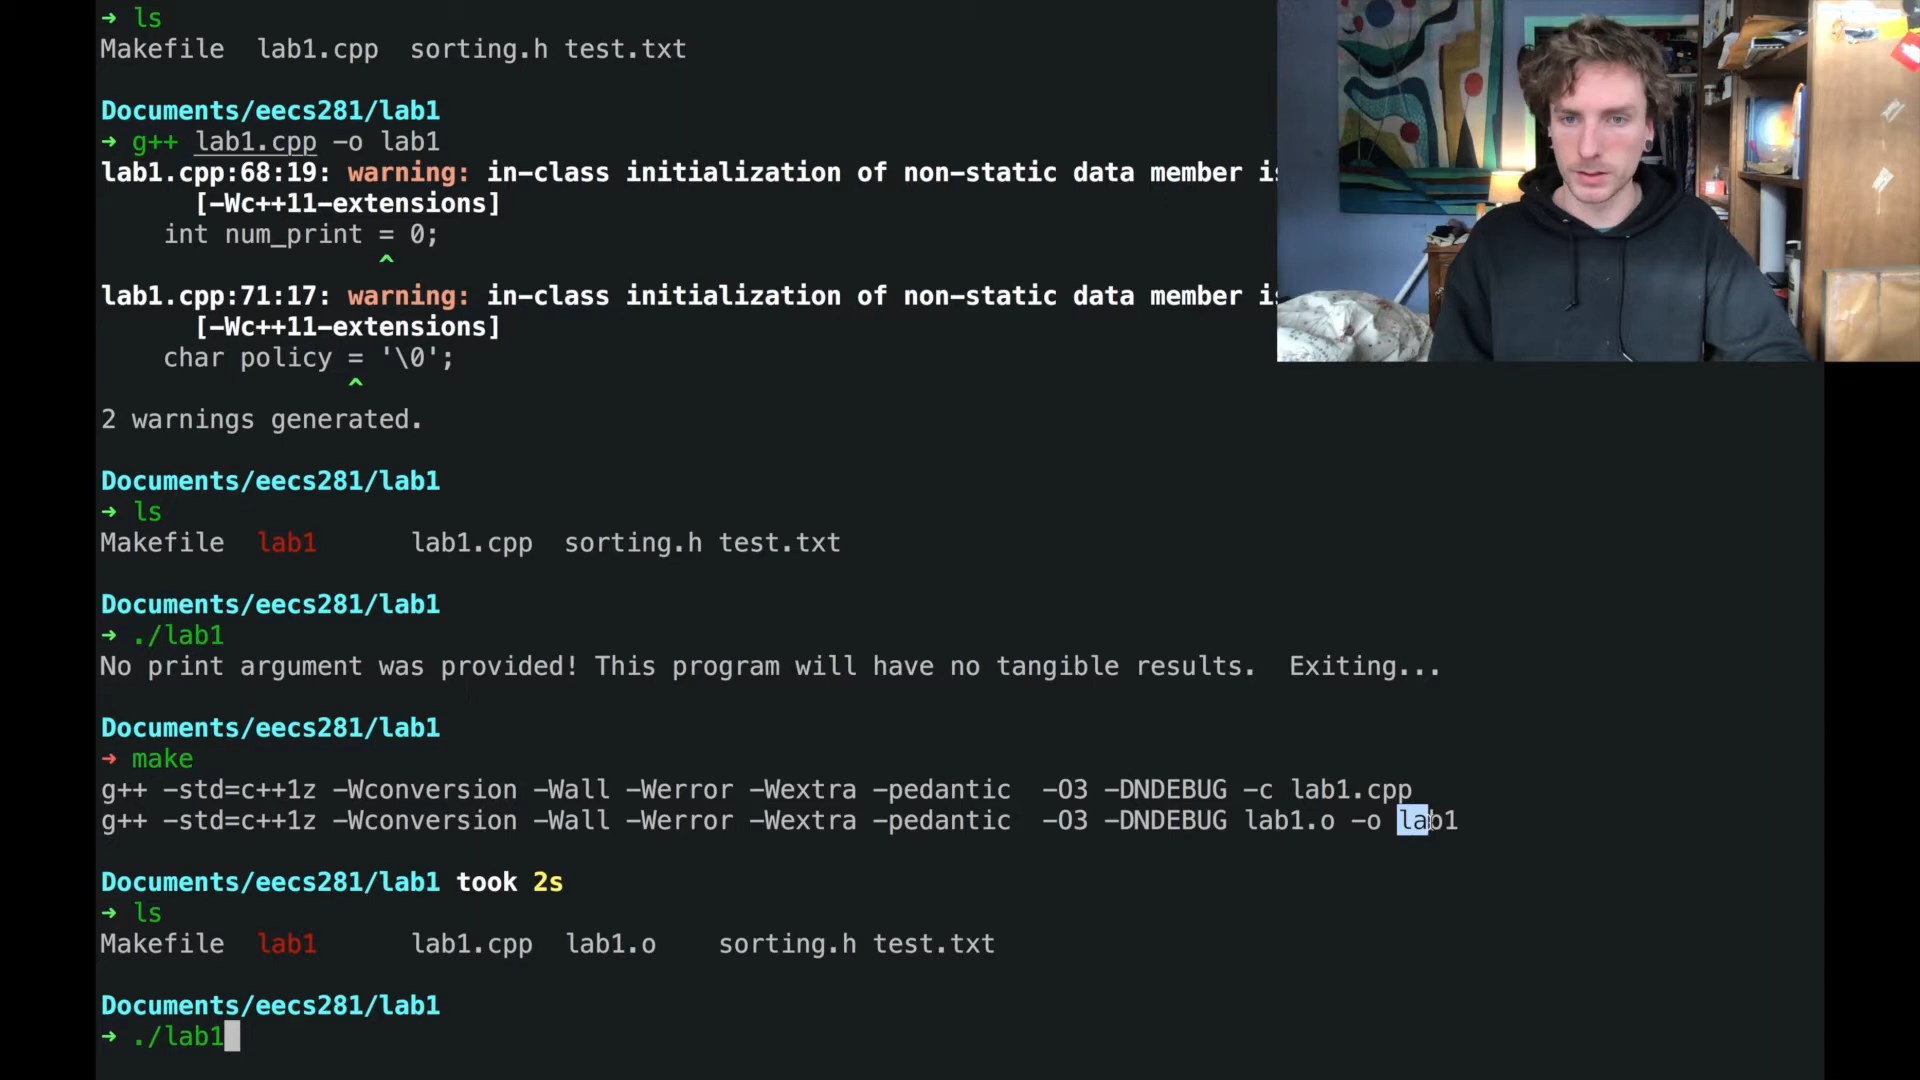 → ls
Makefile lab1.cpp sorting.h test.txt
Documents/eecs281/lab1
→ g++ lab1.cpp -o lab1
lab1.cpp:68:19: warning: in-class initialization of non-static data member
[-Wc++11-extensions]
int num_print = 0;
^
lab1.cpp:71:17: warning: in-class initialization of non-static data member
[-Wc++11-extensions]
char policy = '\0';
^
2 warnings generated.
Documents/eecs281/lab1
→ ls
Makefile lab1 lab1.cpp sorting.h test.txt
Documents/eecs281/lab1
→ ./lab1
No print argument was provided! This program will have no tangible results.  Exiting...
Documents/eecs281/lab1
→ make
g++ -std=c++1z -Wconversion -Wall -Werror -Wextra -pedantic  -O3 -DNDEBUG -c lab1.cpp
g++ -std=c++1z -Wconversion -Wall -Werror -Wextra -pedantic  -O3 -DNDEBUG lab1.o -o lab1
Documents/eecs281/lab1 took 2s
→ ls
Makefile lab1 lab1.cpp lab1.o sorting.h test.txt
Documents/eecs281/lab1
→ ./lab1